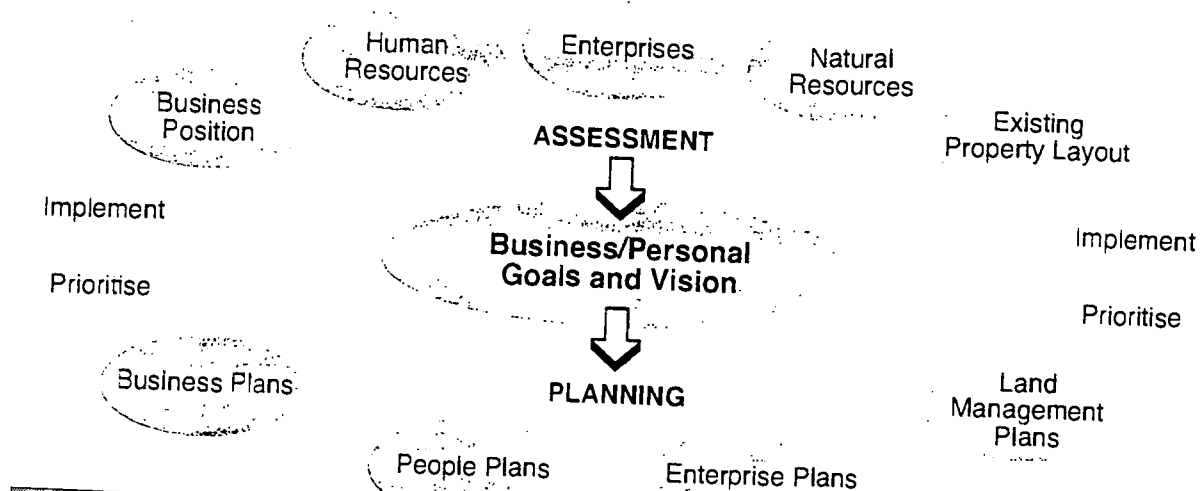 Human
Resources
Enterprises
Natural
Resources
Business
Position
Existing
Property Layout
ASSESSMENT
Implement
Implement
Business/Personal
Goals and Vision
Prioritise
Prioritise
Business Plans
PLANNING
Land
Management
Plans
People Plans
Enterprise Plans